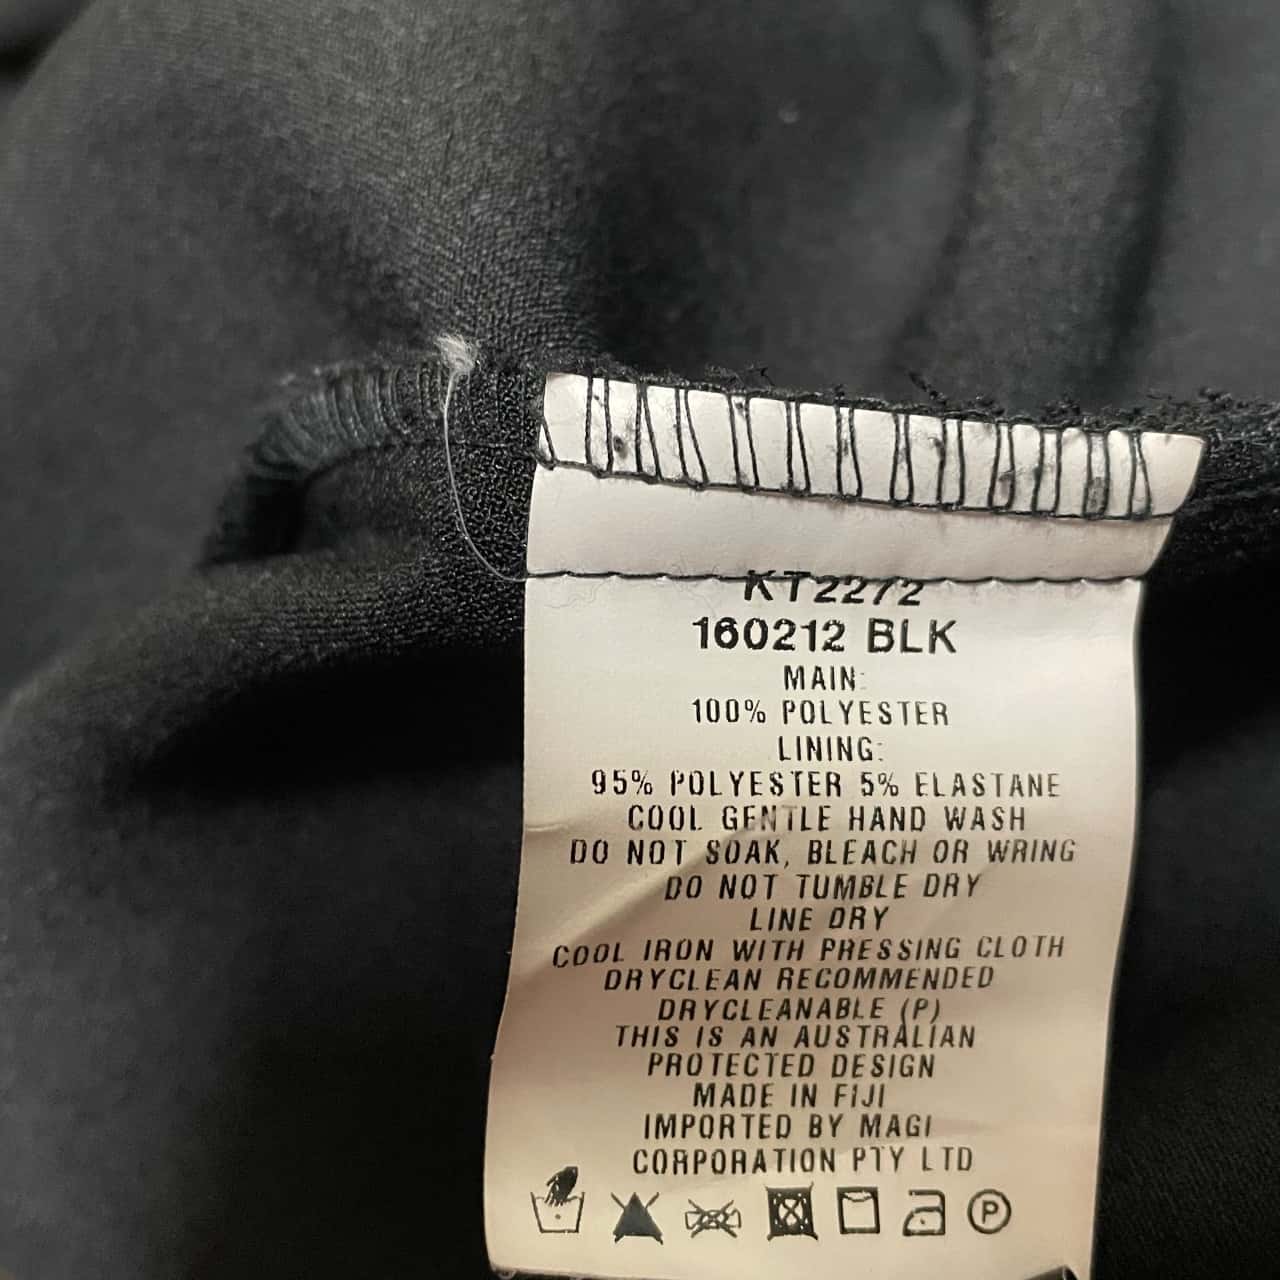 KT2272
160212 BLK
MAIN:
100% POLYESTER
LINING:
95% POLYESTER 5% ELASTANE
COOL GENTLE HAND WASH
DO NOT SOAK, BLEACH OR WRING
DO NOT TUMBLE DRY
LINE DRY
COOL IRON WITH PRESSING CLOTH
DRYCLEAN RECOMMENDED
DRYCLEANABLE (P)
THIS IS AN AUSTRALIAN
PROTECTED DESIGN
MADE IN FIJI
IMPORTED BY MAGI
CORPORATION PTY LTD
P